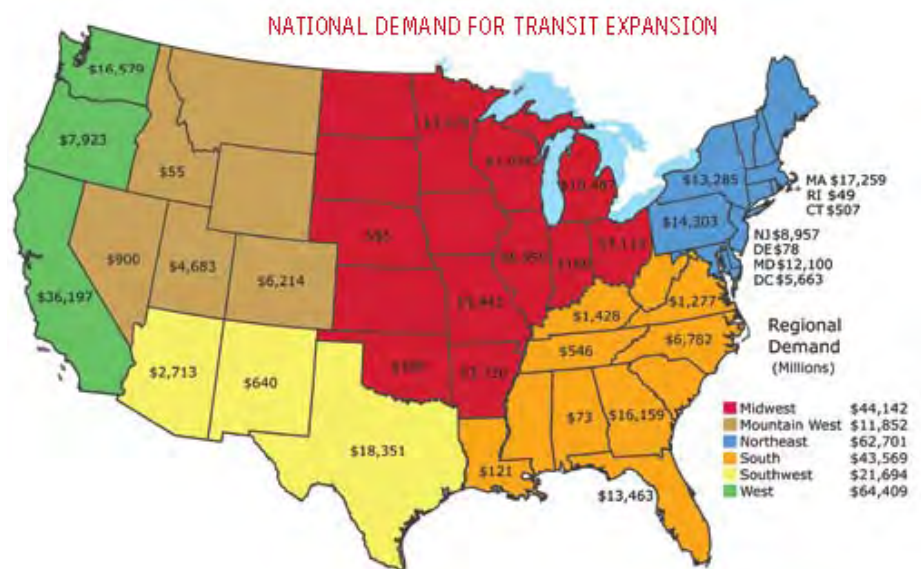 NATIONAL DEMAND FOR TRANSIT EXPANSION
$16,579
$7,923
$55
$13,285
MA $17,259
RI $49
CT $507
$14,303
NJ $8,957
DE $78
MD $12,100
DC $5,663
$900
$4,683
$6,214
$36,197
$1,277
$1,428
$546
$6,782
$2,713
$640
$73
$16,159
$18,351
$121
$13,463
Regional
Demand
(Millions)
Midwest $44,142
Mountain West $11,852
Northeast $62,701
South $43,569
Southwest $21,694
West $64,409